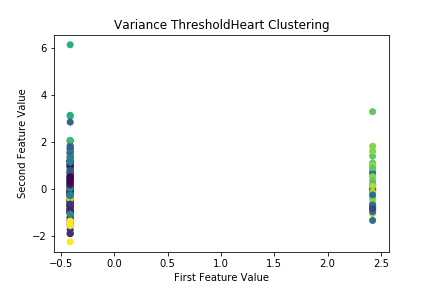 Variance ThresholdHeart Clustering
Second Feature Value
6
4
2
0
−2
−0.5 0.0 0.5 1.0 1.5 2.0 2.5
First Feature Value